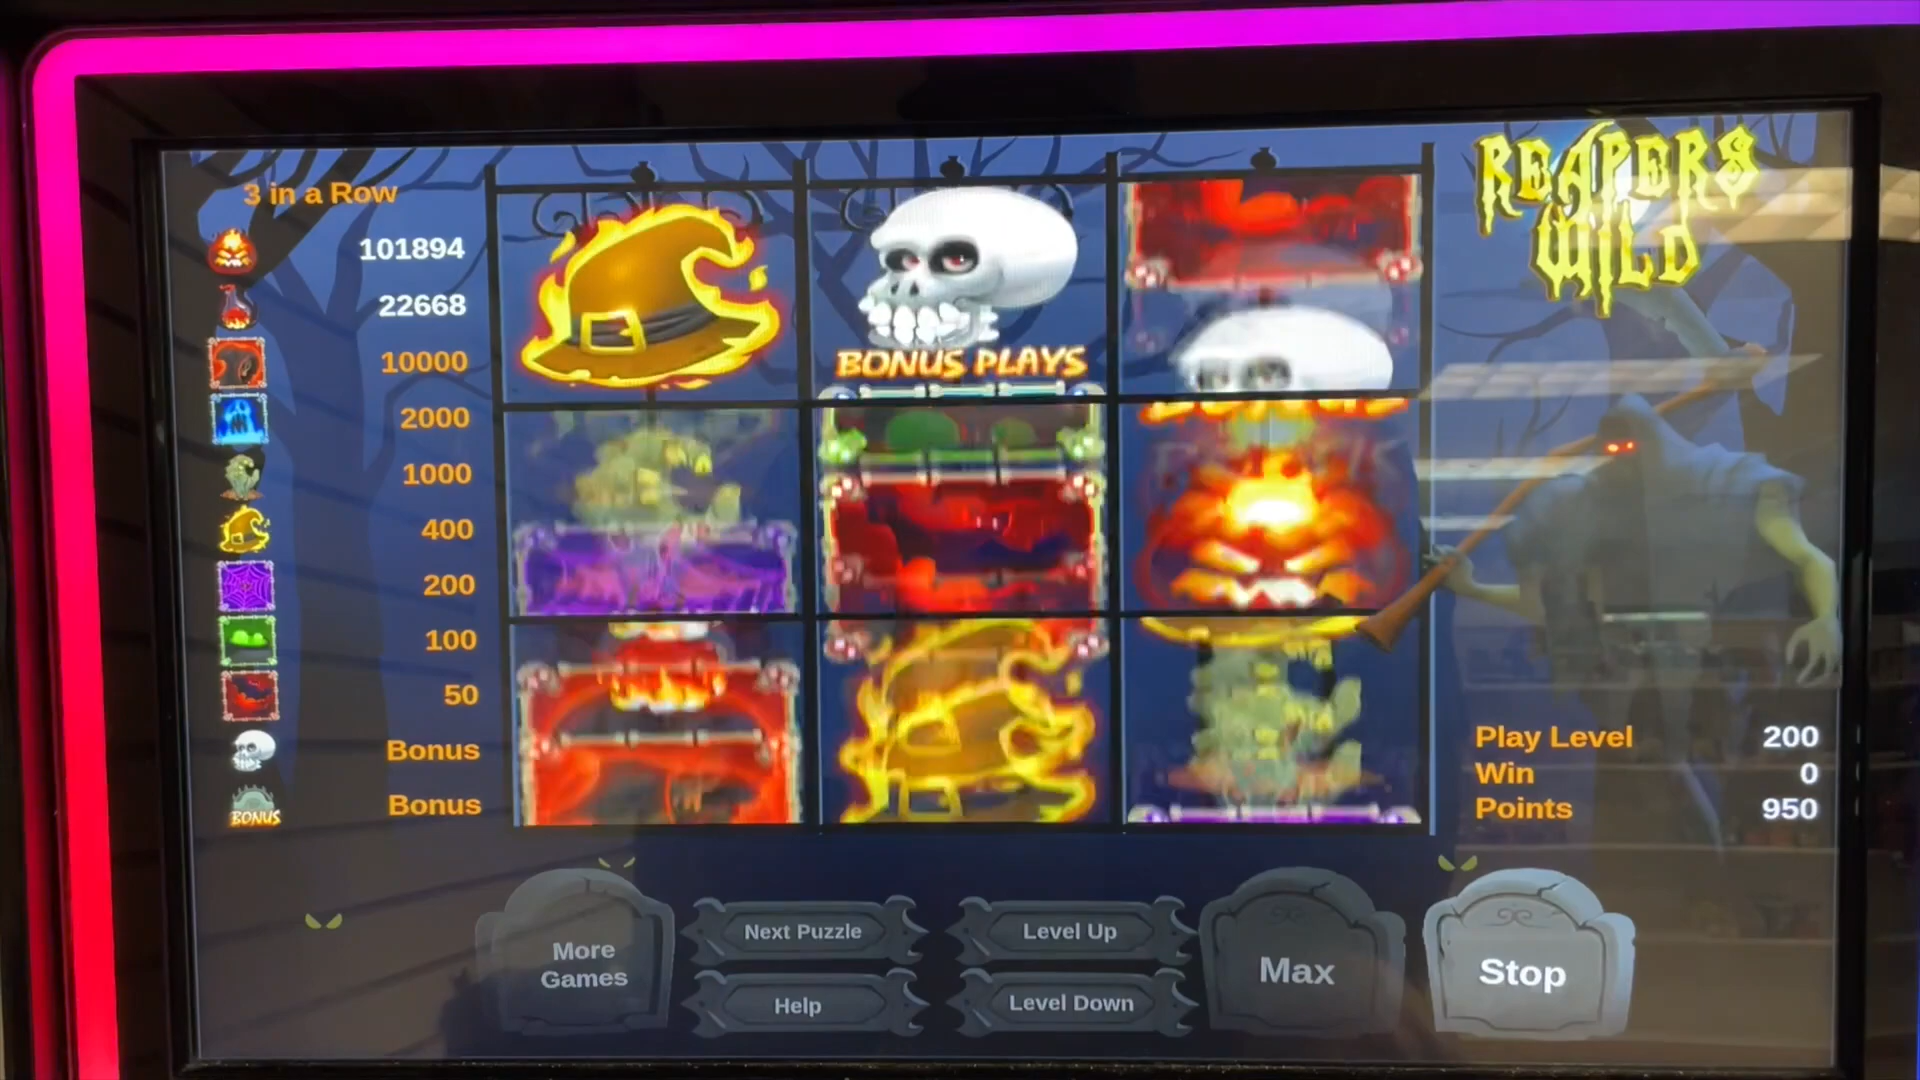 3 in a Row
101894
22668
10000
2000
1000
400
200
100
50
Bonus
BONUS Bonus
BONUS PLAYS
REAPERS
WILD
Play Level 200
Win 0
Points 950
More
Games
Next Puzzle
Help
Level Up
Level Down
Max
Stop